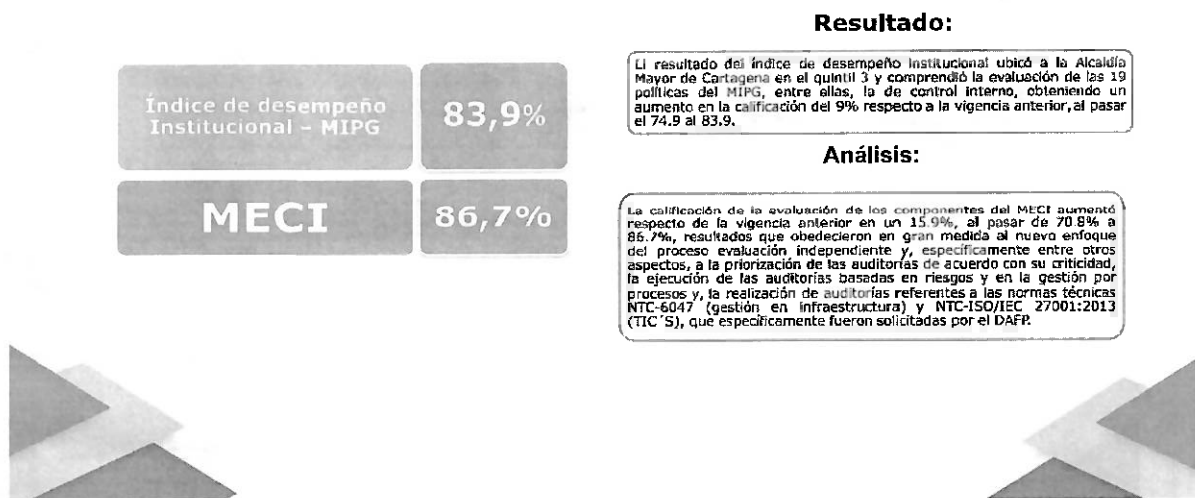 Índice de desempeño
Institucional – MIPG
83,9%
MECI
86,7%
Resultado:
El resultado del índice de desempeño Institucional ubicó a la Alcaldía
Mayor de Cartagena en el quintil 3 y comprendió la evaluación de las 19
políticas del MIPG, entre ellas, la de control interno, obteniendo un
aumento en la calificación del 9% respecto a la vigencia anterior, al pasar
el 74.9 al 83.9.
Análisis:
La calificación de la evaluación de los componentes del MECI aumentó
respecto de la vigencia anterior en un 15.9%, al pasar de 70.8% a
86.7%, resultados que obedecieron en gran medida al nuevo enfoque
del proceso evaluación independiente y, específicamente entre otros
aspectos, a la priorización de las auditorías de acuerdo con su criticidad,
la ejecución de las auditorías basadas en riesgos y en la gestión por
procesos y, la realización de auditorías referentes a las normas técnicas
NTC-6047 (gestión en infraestructura) y NTC-ISO/IEC 27001:2013
(TIC´S), que específicamente fueron solicitadas por el DAFP.